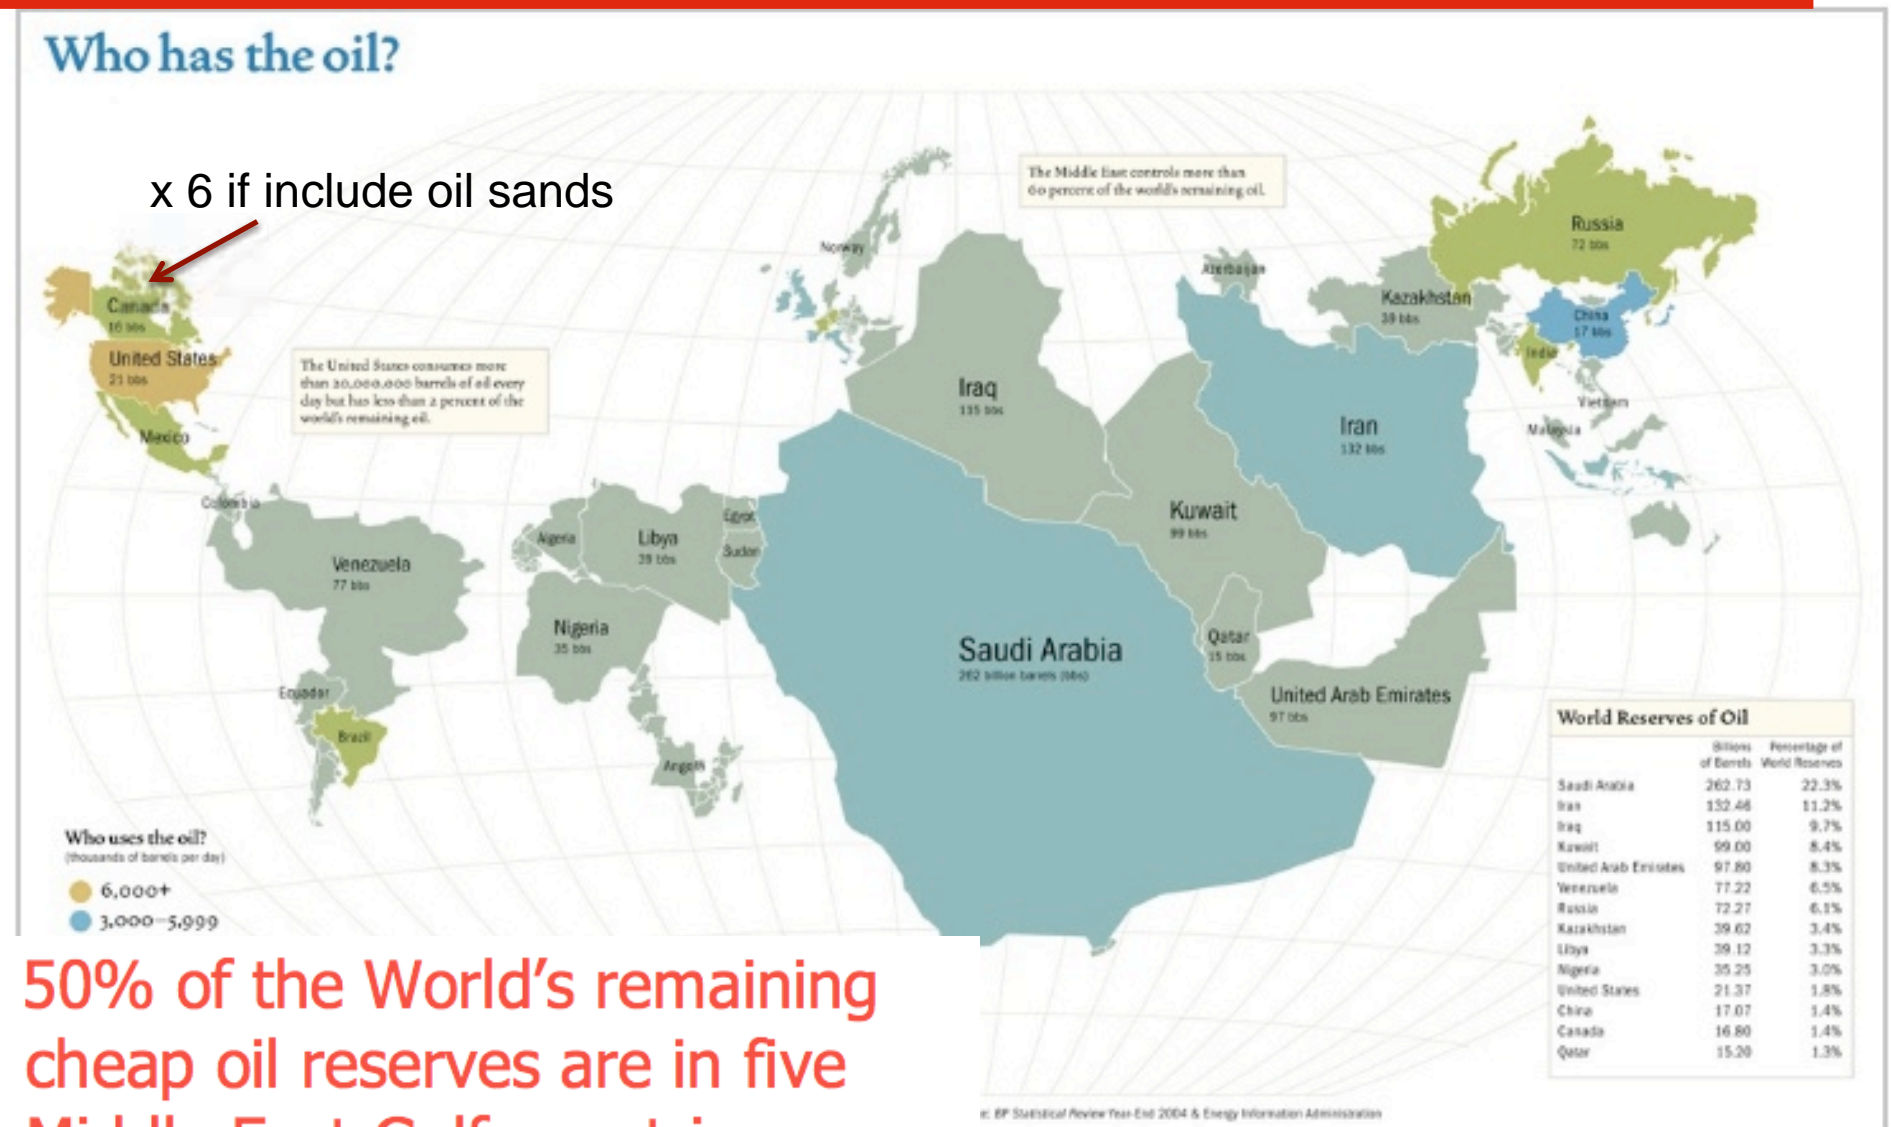 Who has the oil?
x 6 if include oil sands
The Middle East controls more than
60 percent of the world's remaining oil.
Norway
Russia
72 bbs
Azerbaijan
Kazakhstan
39 bbs
China
17 bbs
India
Vietnam
Malaysia
Canada
16 bbs
United States
21 bbs
The United States consumes more
than 20,000,000 barrels of oil every
day but has less than 2 percent of the
world's remaining oil.
Mexico
Iraq
115 bbs
Iran
132 bbs
Kuwait
99 bbs
Colombia
Venezuela
77 bbs
Algeria
Libya
39 bbs
Egypt
Sudan
Nigeria
35 bbs
Saudi Arabia
262 billion barrels (bbs)
Qatar
15 bbs
United Arab Emirates
97 bbs
Ecuador
Brazil
Angola
Who uses the oil?
(thousands of barrels per day)
6,000+
3,000–5,999
World Reserves of Oil
Billions of Barrels Percentage of World Reserves
Saudi Arabia 262.73 22.3%
Iran 132.46 11.2%
Iraq 115.00 9.7%
Kuwait 99.00 8.4%
United Arab Emirates 97.80 8.3%
Venezuela 77.22 6.5%
Russia 72.27 6.1%
Kazakhstan 39.62 3.4%
Libya 39.12 3.3%
Nigeria 35.25 3.0%
United States 21.37 1.8%
China 17.07 1.4%
Canada 16.80 1.4%
Qatar 15.20 1.3%
50% of the World's remaining
cheap oil reserves are in five
BP Statistical Review Year-End 2004 & Energy Information Administration